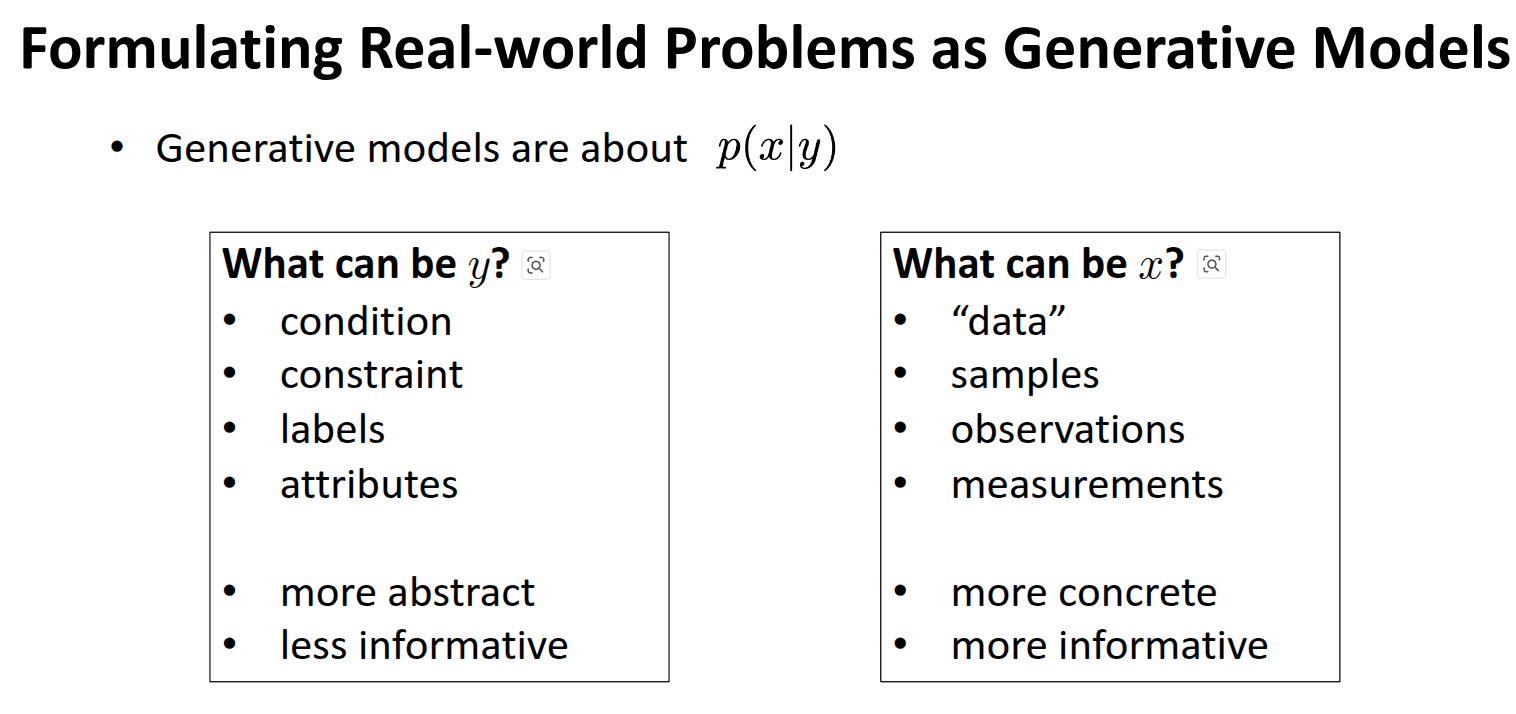 Formulating Real-world Problems as Generative Models
• Generative models are about p(x|y)
What can be y?
• condition
• constraint
• labels
• attributes
• more abstract
• less informative
What can be x?
• “data”
• samples
• observations
• measurements
• more concrete
• more informative